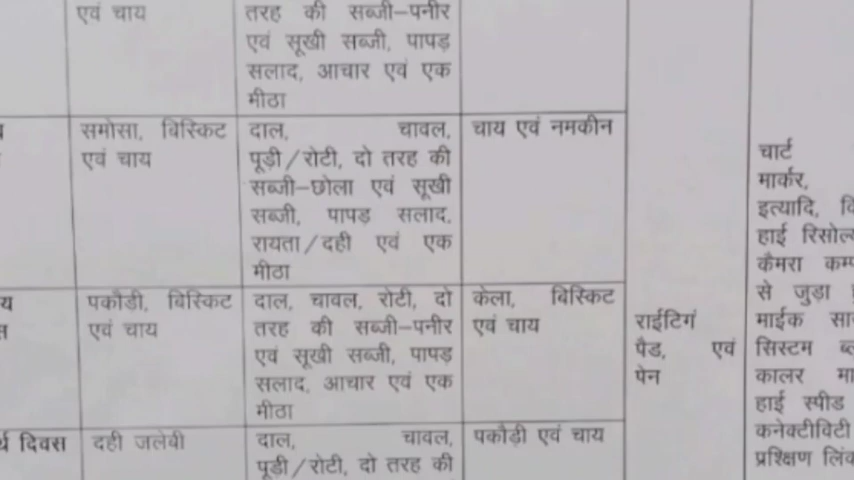 एवं चाय
तरह की सब्जी–पनीर
एवं सूखी सब्जी, पापड़
सलाद, आचार एवं एक
मीठा
समोसा, बिस्किट
एवं चाय
दाल, चावल,
पूड़ी/रोटी, दो तरह की
सब्जी–छोला एवं सूखी
सब्जी, पापड़ सलाद,
रायता/दही एवं एक
मीठा
चाय एवं नमकीन
पकौड़ी, बिस्किट
एवं चाय
दाल, चावल, रोटी, दो
तरह की सब्जी–पनीर
एवं सूखी सब्जी, पापड़
सलाद, आचार एवं एक
मीठा
केला, बिस्किट
एवं चाय
दिवस
दही जलेबी
दाल, चावल,
पूड़ी/रोटी, दो तरह की
पकौड़ी एवं चाय
राईटिगं
पैड, एवं
पेन
चार्ट
मार्कर,
इत्यादि,
हाई
कैमरा
से जुड़ा
माईक
सिस्टम
कालर
हाई स्पीड
कनेक्टीविटी
प्रश्क्षिण